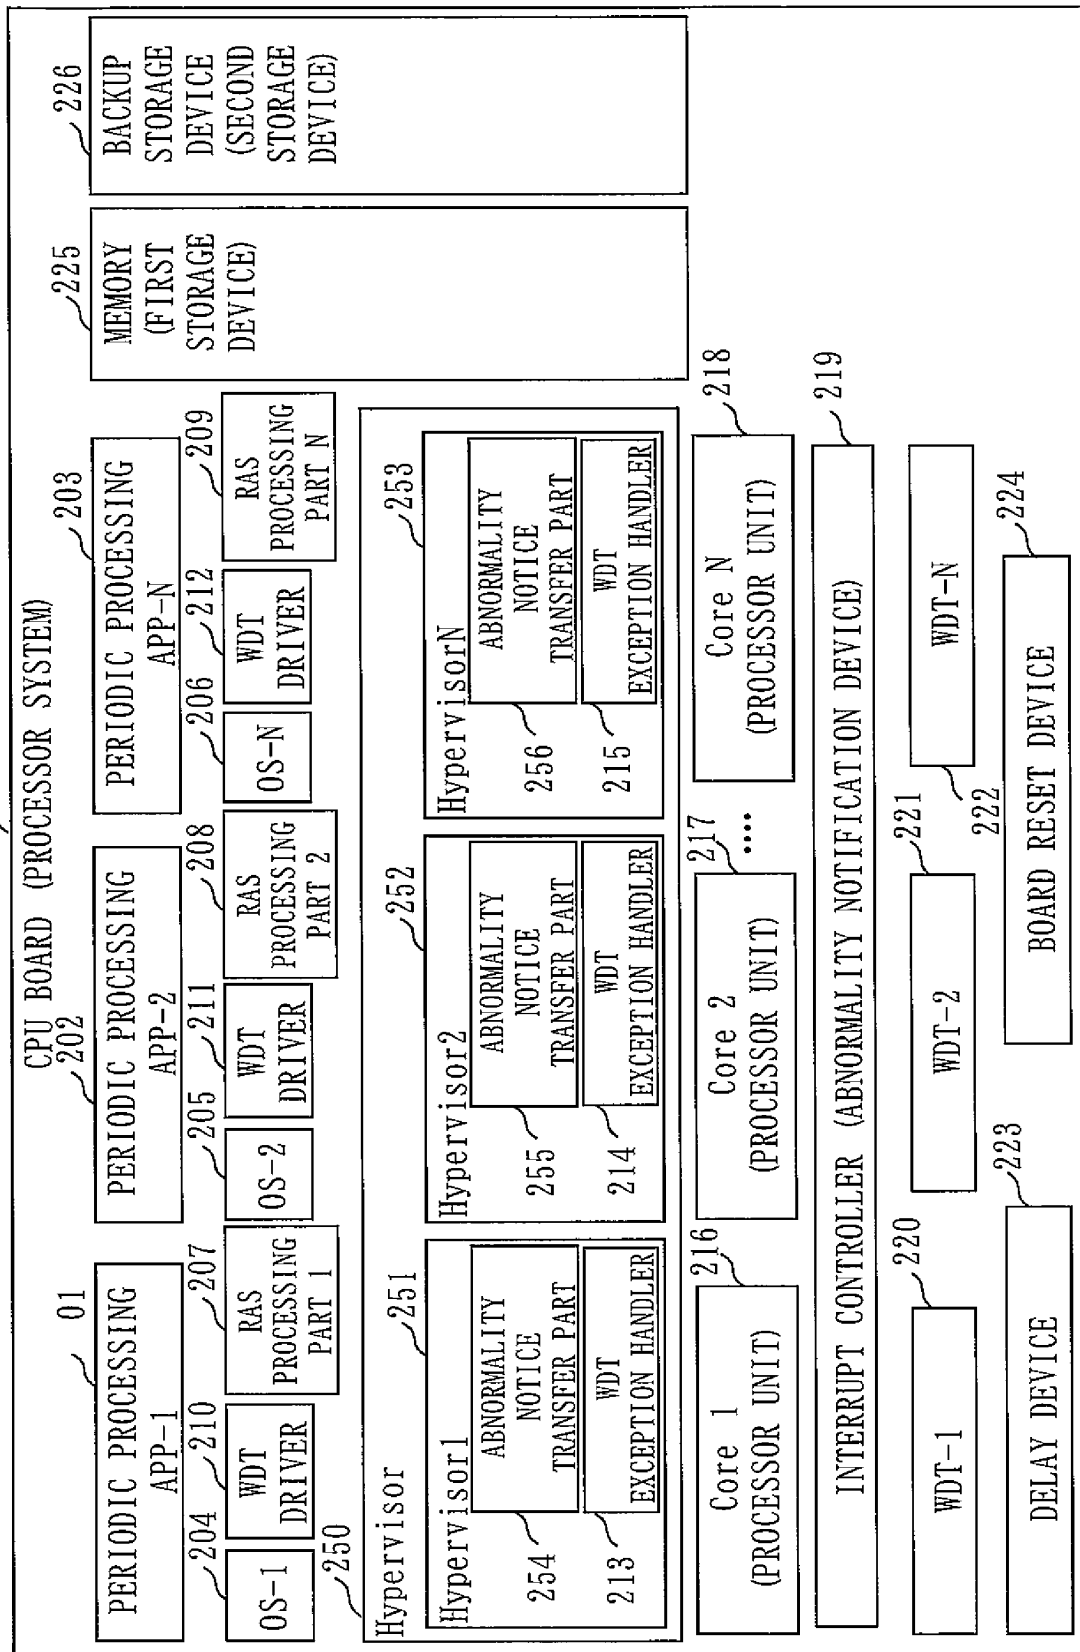 CPU BOARD (PROCESSOR SYSTEM)
01
PERIODIC PROCESSING
APP-1
202
PERIODIC PROCESSING
APP-2
203
PERIODIC PROCESSING
APP-N
225
MEMORY
(FIRST
STORAGE
DEVICE)
226
BACKUP
STORAGE
DEVICE
(SECOND
STORAGE
DEVICE)
204
OS-1
210
WDT
DRIVER
207
RAS
PROCESSING
PART 1
205
OS-2
211
WDT
DRIVER
208
RAS
PROCESSING
PART 2
206
OS-N
212
WDT
DRIVER
209
RAS
PROCESSING
PART N
250
Hypervisor
251
Hypervisor1
ABNORMALITY
NOTICE
TRANSFER PART
254
WDT
EXCEPTION HANDLER
213
252
Hypervisor2
ABNORMALITY
NOTICE
TRANSFER PART
255
WDT
EXCEPTION HANDLER
214
253
HypervisorN
ABNORMALITY
NOTICE
TRANSFER PART
256
WDT
EXCEPTION HANDLER
215
216
Core 1
(PROCESSOR UNIT)
217
Core 2
(PROCESSOR UNIT)
....
218
Core N
(PROCESSOR UNIT)
219
INTERRUPT CONTROLLER (ABNORMALITY NOTIFICATION DEVICE)
220
WDT-1
221
WDT-2
222
WDT-N
223
DELAY DEVICE
224
BOARD RESET DEVICE